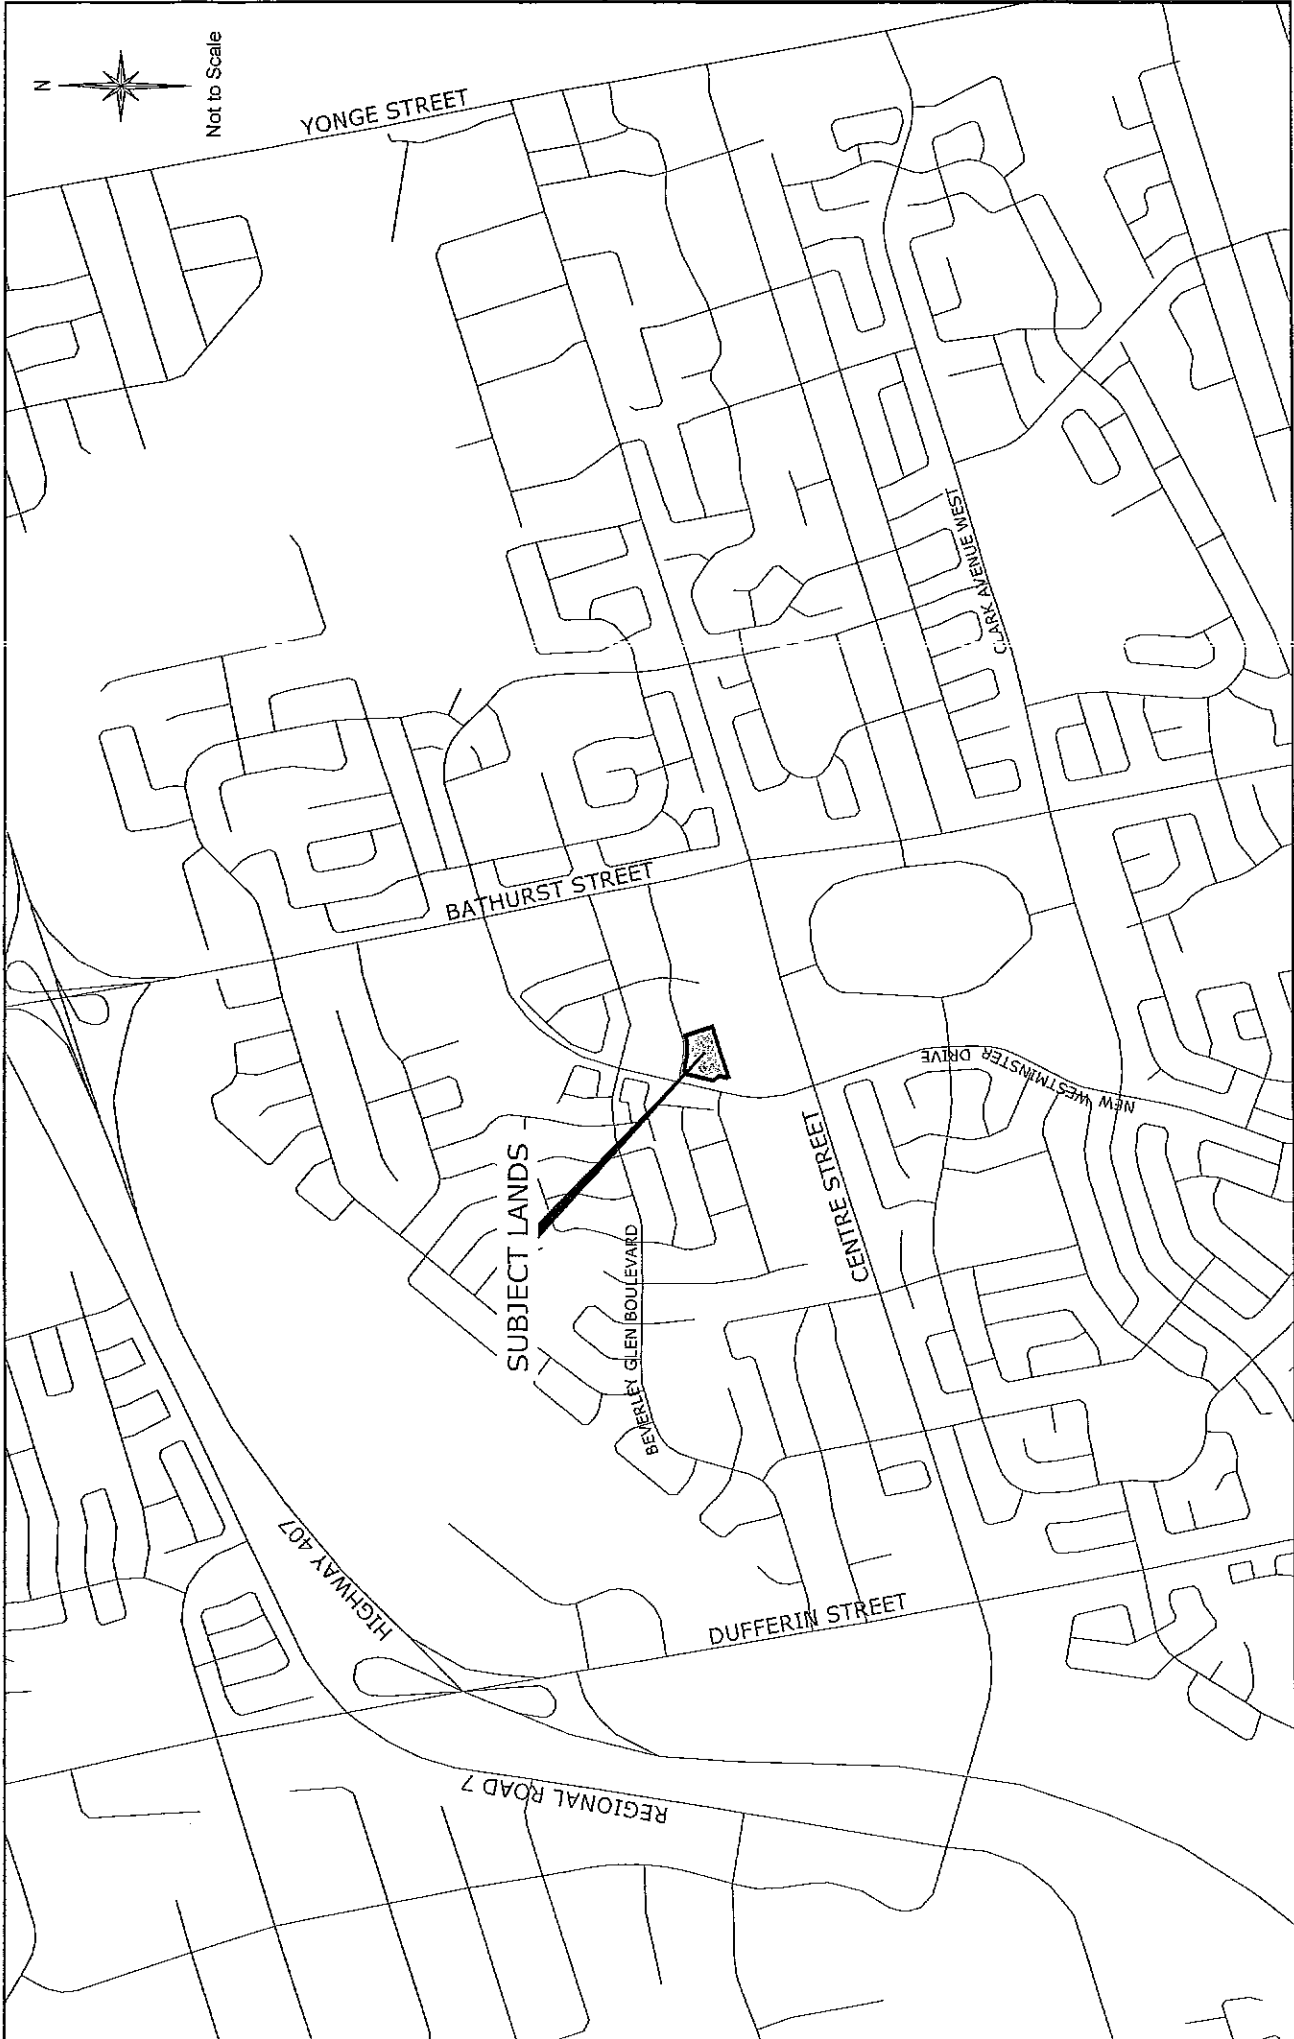 N
Not to Scale
YONGE STREET
CLARK AVENUE WEST
BATHURST STREET
NEW WESTMINSTER DRIVE
SUBJECT LANDS
CENTRE STREET
BEVERLEY GLEN BOULEVARD
HIGHWAY 407
DUFFERIN STREET
REGIONAL ROAD 7